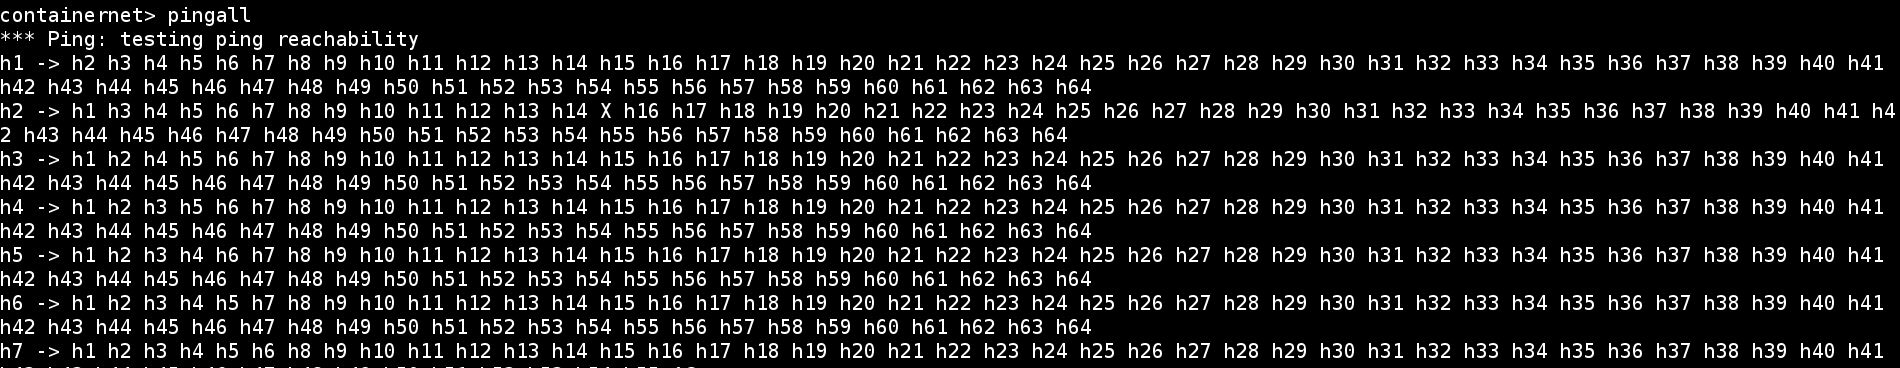 containernet> pingall
*** Ping: testing ping reachability
h1 -> h2 h3 h4 h5 h6 h7 h8 h9 h10 h11 h12 h13 h14 h15 h16 h17 h18 h19 h20 h21 h22 h23 h24 h25 h26 h27 h28 h29 h30 h31 h32 h33 h34 h35 h36 h37 h38 h39 h40 h41
h42 h43 h44 h45 h46 h47 h48 h49 h50 h51 h52 h53 h54 h55 h56 h57 h58 h59 h60 h61 h62 h63 h64
h2 -> h1 h3 h4 h5 h6 h7 h8 h9 h10 h11 h12 h13 h14 X h16 h17 h18 h19 h20 h21 h22 h23 h24 h25 h26 h27 h28 h29 h30 h31 h32 h33 h34 h35 h36 h37 h38 h39 h40 h41 h4
2 h43 h44 h45 h46 h47 h48 h49 h50 h51 h52 h53 h54 h55 h56 h57 h58 h59 h60 h61 h62 h63 h64
h3 -> h1 h2 h4 h5 h6 h7 h8 h9 h10 h11 h12 h13 h14 h15 h16 h17 h18 h19 h20 h21 h22 h23 h24 h25 h26 h27 h28 h29 h30 h31 h32 h33 h34 h35 h36 h37 h38 h39 h40 h41
h42 h43 h44 h45 h46 h47 h48 h49 h50 h51 h52 h53 h54 h55 h56 h57 h58 h59 h60 h61 h62 h63 h64
h4 -> h1 h2 h3 h5 h6 h7 h8 h9 h10 h11 h12 h13 h14 h15 h16 h17 h18 h19 h20 h21 h22 h23 h24 h25 h26 h27 h28 h29 h30 h31 h32 h33 h34 h35 h36 h37 h38 h39 h40 h41
h42 h43 h44 h45 h46 h47 h48 h49 h50 h51 h52 h53 h54 h55 h56 h57 h58 h59 h60 h61 h62 h63 h64
h5 -> h1 h2 h3 h4 h6 h7 h8 h9 h10 h11 h12 h13 h14 h15 h16 h17 h18 h19 h20 h21 h22 h23 h24 h25 h26 h27 h28 h29 h30 h31 h32 h33 h34 h35 h36 h37 h38 h39 h40 h41
h42 h43 h44 h45 h46 h47 h48 h49 h50 h51 h52 h53 h54 h55 h56 h57 h58 h59 h60 h61 h62 h63 h64
h6 -> h1 h2 h3 h4 h5 h7 h8 h9 h10 h11 h12 h13 h14 h15 h16 h17 h18 h19 h20 h21 h22 h23 h24 h25 h26 h27 h28 h29 h30 h31 h32 h33 h34 h35 h36 h37 h38 h39 h40 h41
h42 h43 h44 h45 h46 h47 h48 h49 h50 h51 h52 h53 h54 h55 h56 h57 h58 h59 h60 h61 h62 h63 h64
h7 -> h1 h2 h3 h4 h5 h6 h8 h9 h10 h11 h12 h13 h14 h15 h16 h17 h18 h19 h20 h21 h22 h23 h24 h25 h26 h27 h28 h29 h30 h31 h32 h33 h34 h35 h36 h37 h38 h39 h40 h41